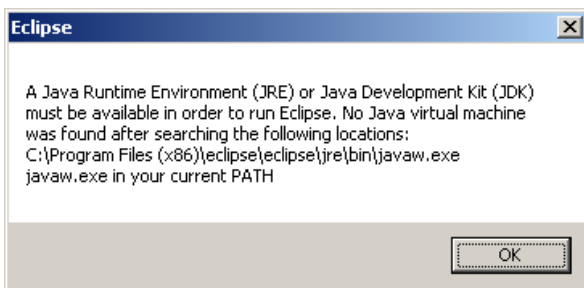 Eclipse
A Java Runtime Environment (JRE) or Java Development Kit (JDK)
must be available in order to run Eclipse. No Java virtual machine
was found after searching the following locations:
C:\Program Files (x86)\eclipse\eclipse\jre\bin\javaw.exe
javaw.exe in your current PATH
OK